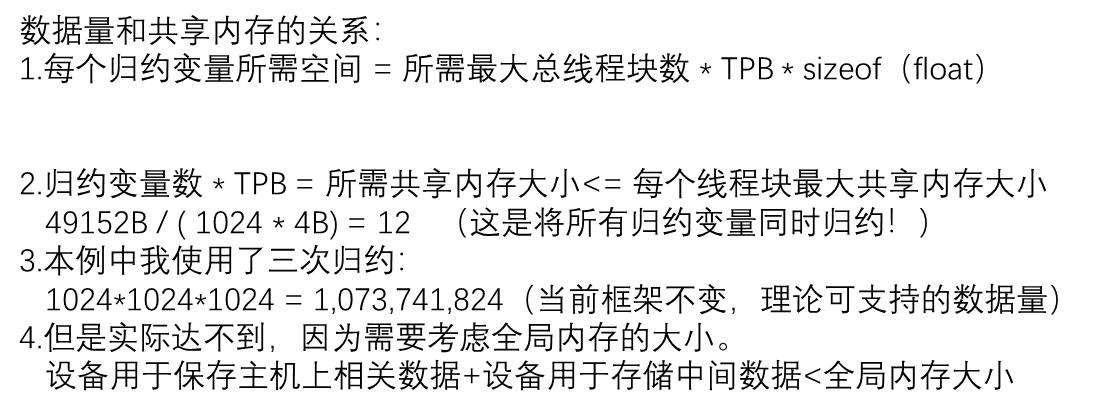 数据量和共享内存的关系：
1.每个归约变量所需空间 = 所需最大总线程块数 * TPB * sizeof（float）
2.归约变量数 * TPB = 所需共享内存大小<= 每个线程块最大共享内存大小
49152B / ( 1024 * 4B) = 12 （这是将所有归约变量同时归约！）
3.本例中我使用了三次归约：
1024*1024*1024 = 1,073,741,824（当前框架不变，理论可支持的数据量）
4.但是实际达不到，因为需要考虑全局内存的大小。
设备用于保存主机上相关数据+设备用于存储中间数据<全局内存大小